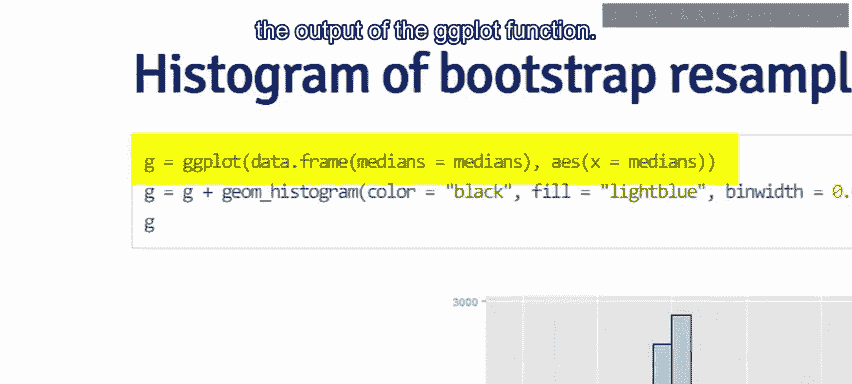 the output of the ggplot function.
Histogram of bootstrap resampl
g = ggplot(data.frame(medians = medians), aes(x = medians))
g = g + geom_histogram(color = "black", fill = "lightblue", binwidth = 0.
g
3000